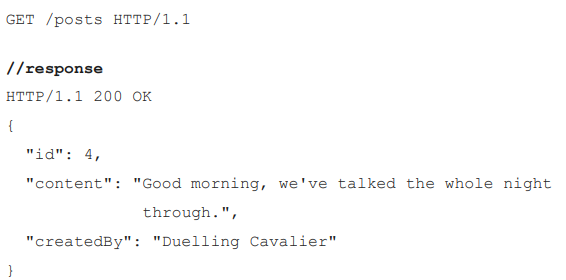 GET /posts HTTP/1.1
//response
HTTP/1.1 200 OK
{
"id": 4,
"content": "Good morning, we've talked the whole night
through.",
"createdBy": "Duelling Cavalier"
}